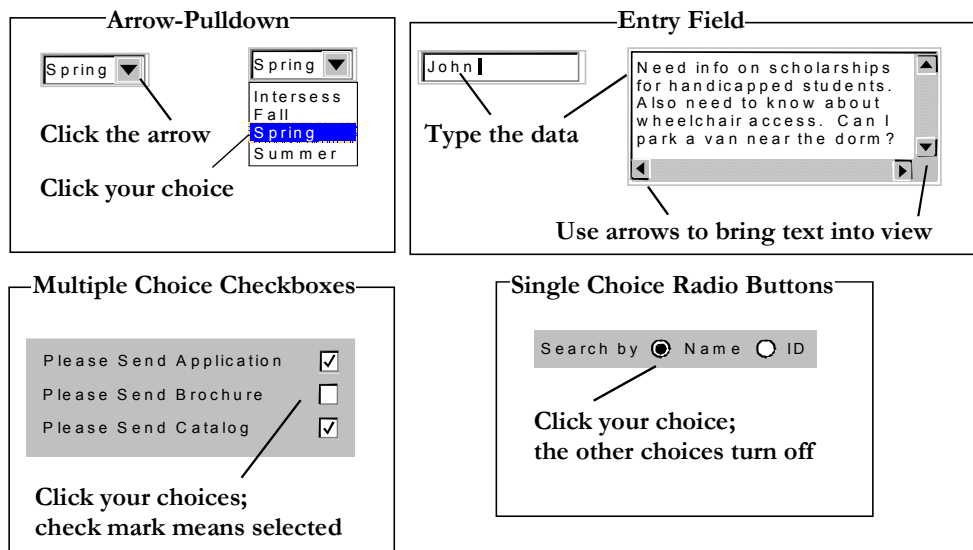 Arrow-Pulldown
Spring
Spring
Intersess
Fall
Spring
Summer
Click the arrow
Click your choice
Entry Field
John
Need info on scholarships
for handicapped students.
Also need to know about
wheelchair access. Can I
park a van near the dorm?
Type the data
Use arrows to bring text into view
Multiple Choice Checkboxes
Please Send Application
Please Send Brochure
Please Send Catalog
Click your choices;
check mark means selected
Single Choice Radio Buttons
Search by Name ID
Click your choice;
the other choices turn off